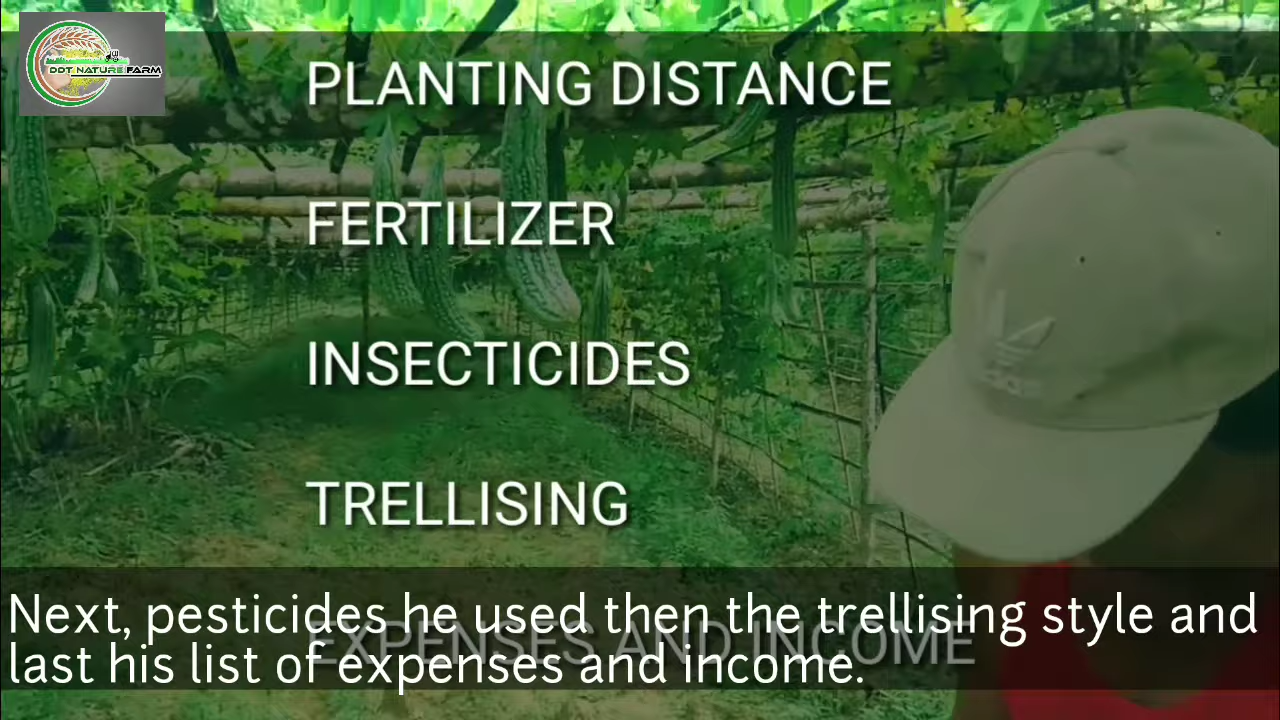 DDT NATURE FARM
PLANTING DISTANCE
FERTILIZER
INSECTICIDES
TRELLISING
EXPENSES AND INCOME
Next, pesticides he used then the trellising style and
last his list of expenses and income.